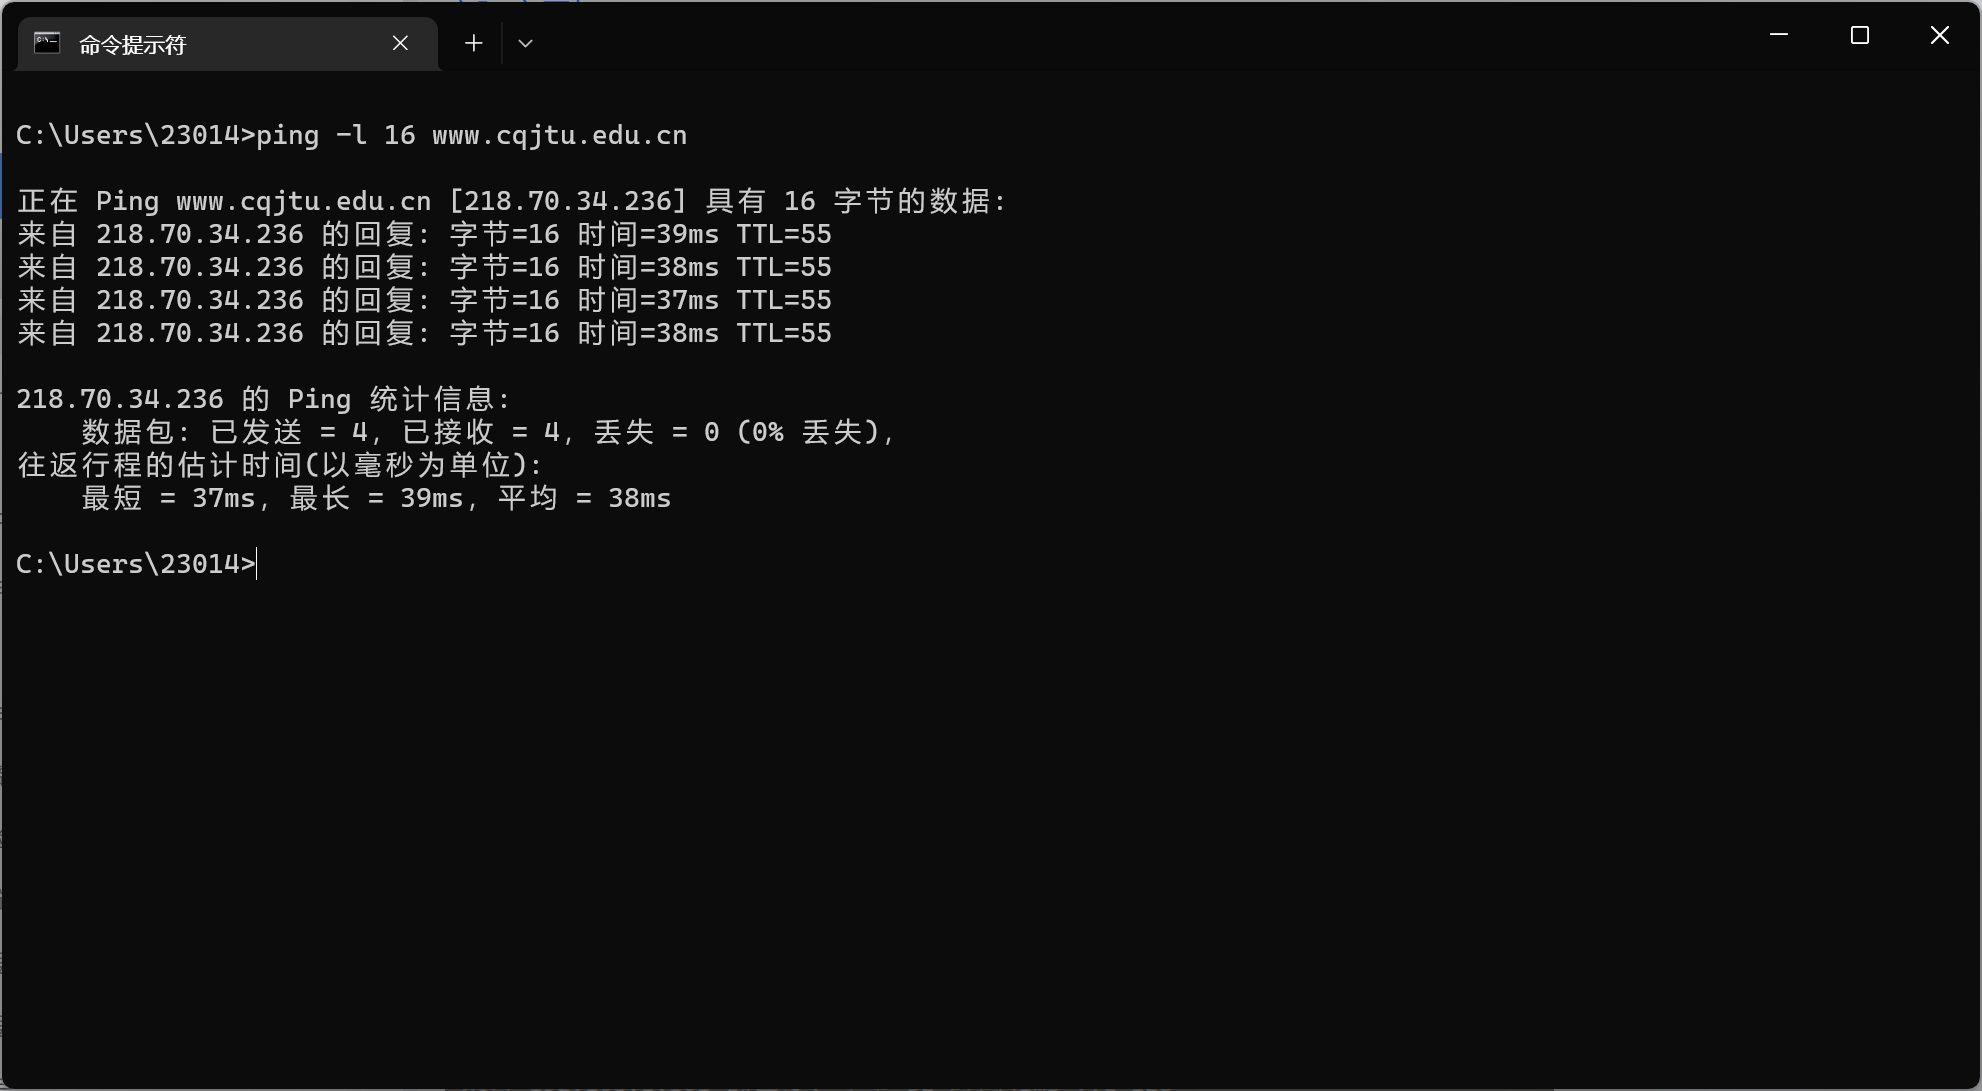 命令提示符
C:\Users\23014>ping -l 16 www.cqjtu.edu.cn
正在 Ping www.cqjtu.edu.cn [218.70.34.236] 具有 16 字节的数据:
来自 218.70.34.236 的回复: 字节=16 时间=39ms TTL=55
来自 218.70.34.236 的回复: 字节=16 时间=38ms TTL=55
来自 218.70.34.236 的回复: 字节=16 时间=37ms TTL=55
来自 218.70.34.236 的回复: 字节=16 时间=38ms TTL=55
218.70.34.236 的 Ping 统计信息:
    数据包: 已发送 = 4, 已接收 = 4, 丢失 = 0 (0% 丢失),
往返行程的估计时间(以毫秒为单位):
    最短 = 37ms, 最长 = 39ms, 平均 = 38ms
C:\Users\23014>